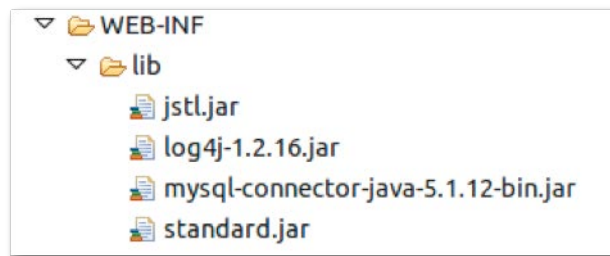 WEB-INF
lib
jstl.jar
log4j-1.2.16.jar
mysql-connector-java-5.1.12-bin.jar
standard.jar